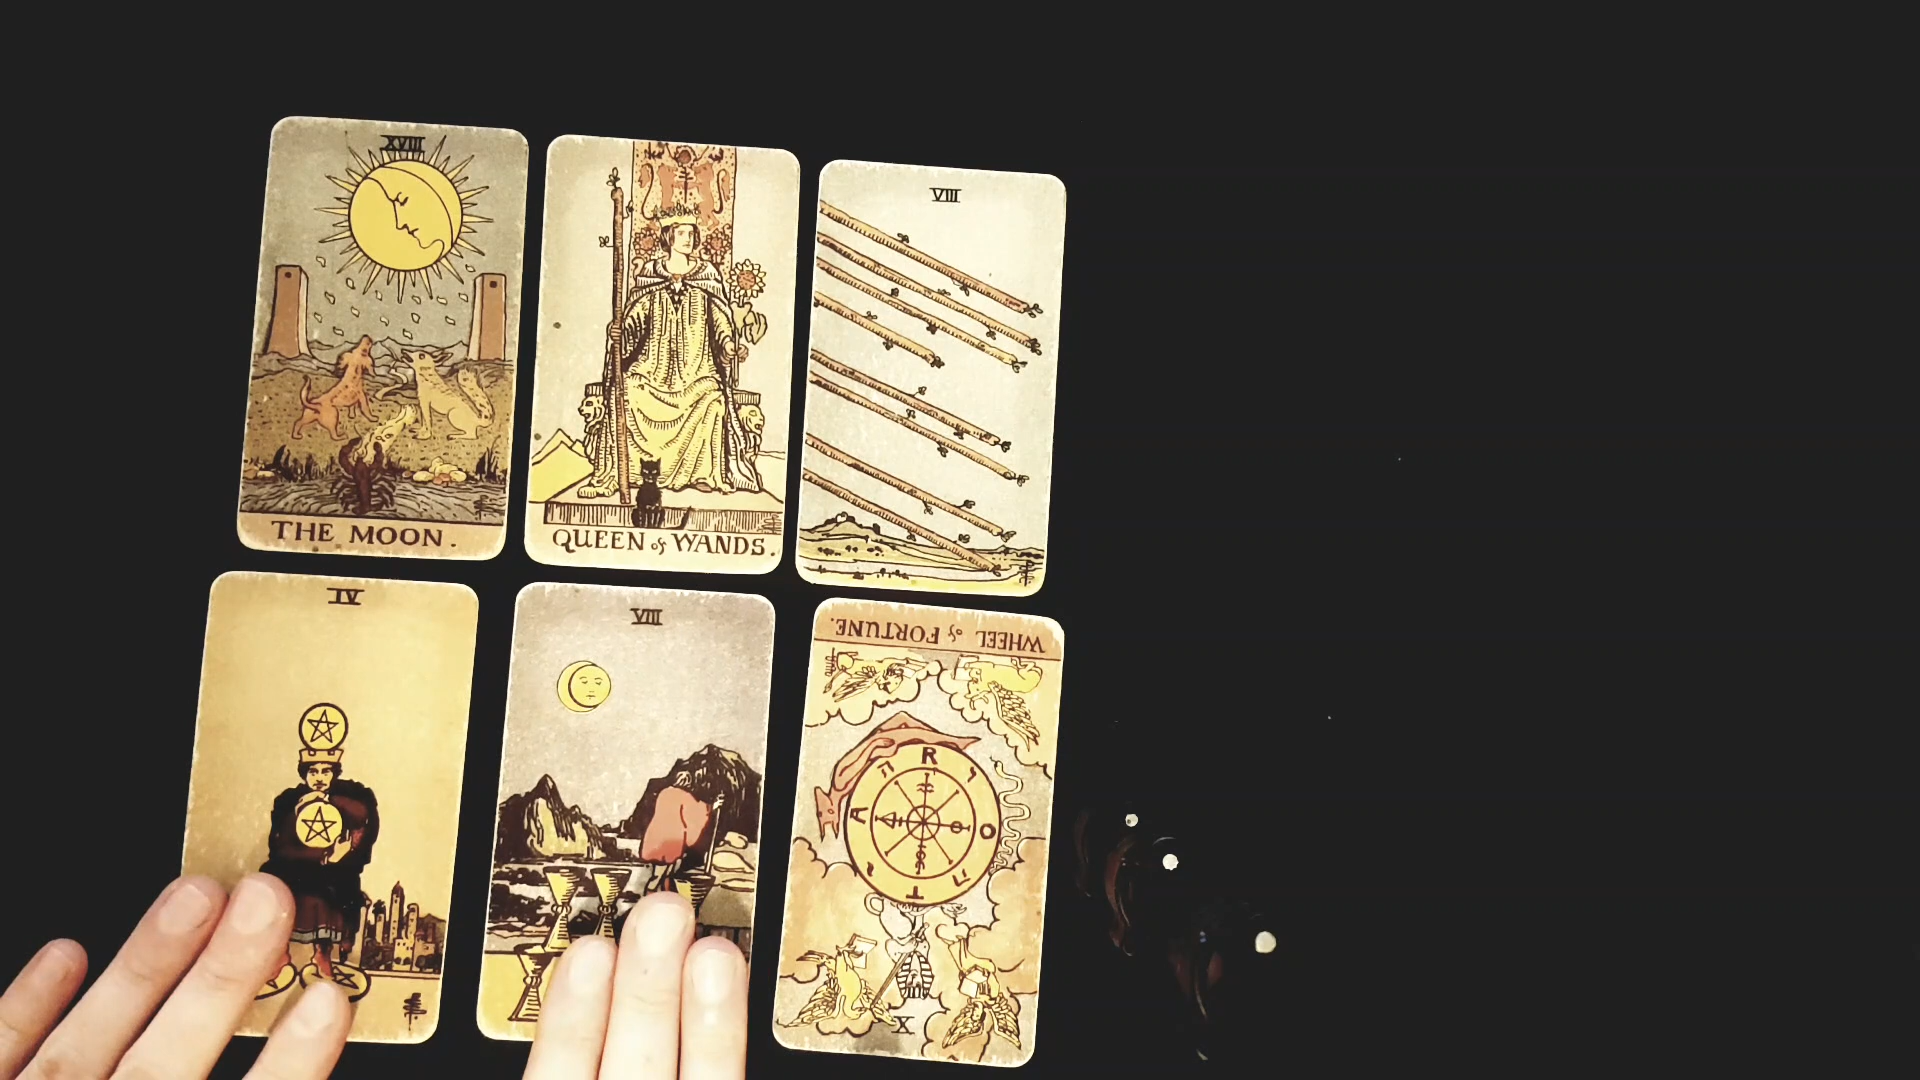 XVIII
THE MOON.
QUEEN of WANDS.
VIII
IV
VIII
WHEEL of FORTUNE.
R
O
T
A
X